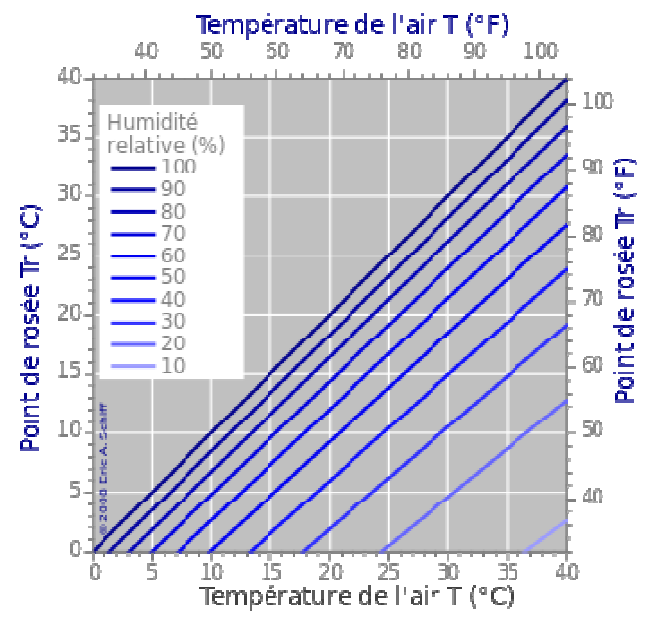 Température de l'air T (°F)
40 50 60 70 80 90 100
40
35
30
25
20
15
10
5
0
Point de rosée Tr (°C)
Humidité
relative (%)
100
90
80
70
60
50
40
30
20
10
© 2010 Eric A. Schiff
100
90
80
70
60
50
40
Point de rosée Tr (°F)
0 5 10 15 20 25 30 35 40
Température de l'air T (°C)